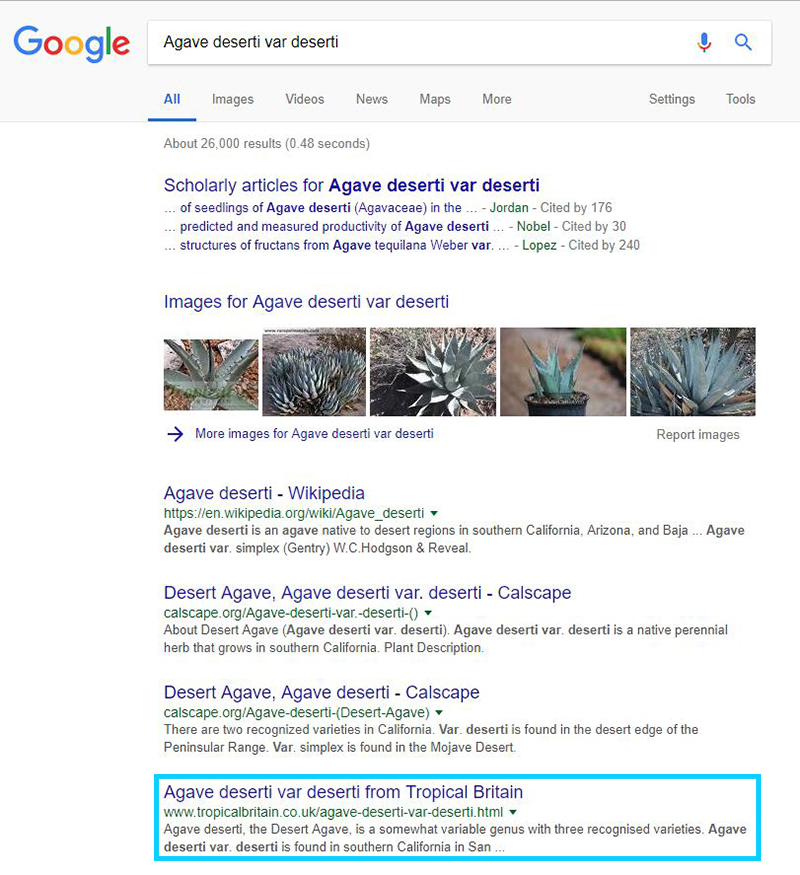 Google
Agave deserti var deserti
All Images Videos News Maps More Settings Tools
About 26,000 results (0.48 seconds)
Scholarly articles for Agave deserti var deserti
... of seedlings of Agave deserti (Agavaceae) in the ... - Jordan - Cited by 176
... predicted and measured productivity of Agave deserti ... - Nobel - Cited by 30
... structures of fructans from Agave tequilana Weber var. ... - Lopez - Cited by 240
Images for Agave deserti var deserti
More images for Agave deserti var deserti Report images
Agave deserti - Wikipedia
https://en.wikipedia.org/wiki/Agave_deserti
Agave deserti is an agave native to desert regions in southern California, Arizona, and Baja ... Agave
deserti var. simplex (Gentry) W.C.Hodgson & Reveal.
Desert Agave, Agave deserti var. deserti - Calscape
calscape.org/Agave-deserti-var.-deserti-()
About Desert Agave (Agave deserti var. deserti). Agave deserti var. deserti is a native perennial
herb that grows in southern California. Plant Description.
Desert Agave, Agave deserti - Calscape
calscape.org/Agave-deserti-(Desert-Agave)
There are two recognized varieties in California. Var. deserti is found in the desert edge of the
Peninsular Range. Var. simplex is found in the Mojave Desert.
Agave deserti var deserti from Tropical Britain
www.tropicalbritain.co.uk/agave-deserti-var-deserti.html
Agave deserti, the Desert Agave, is a somewhat variable genus with three recognised varieties. Agave
deserti var. deserti is found in southern California in San ...